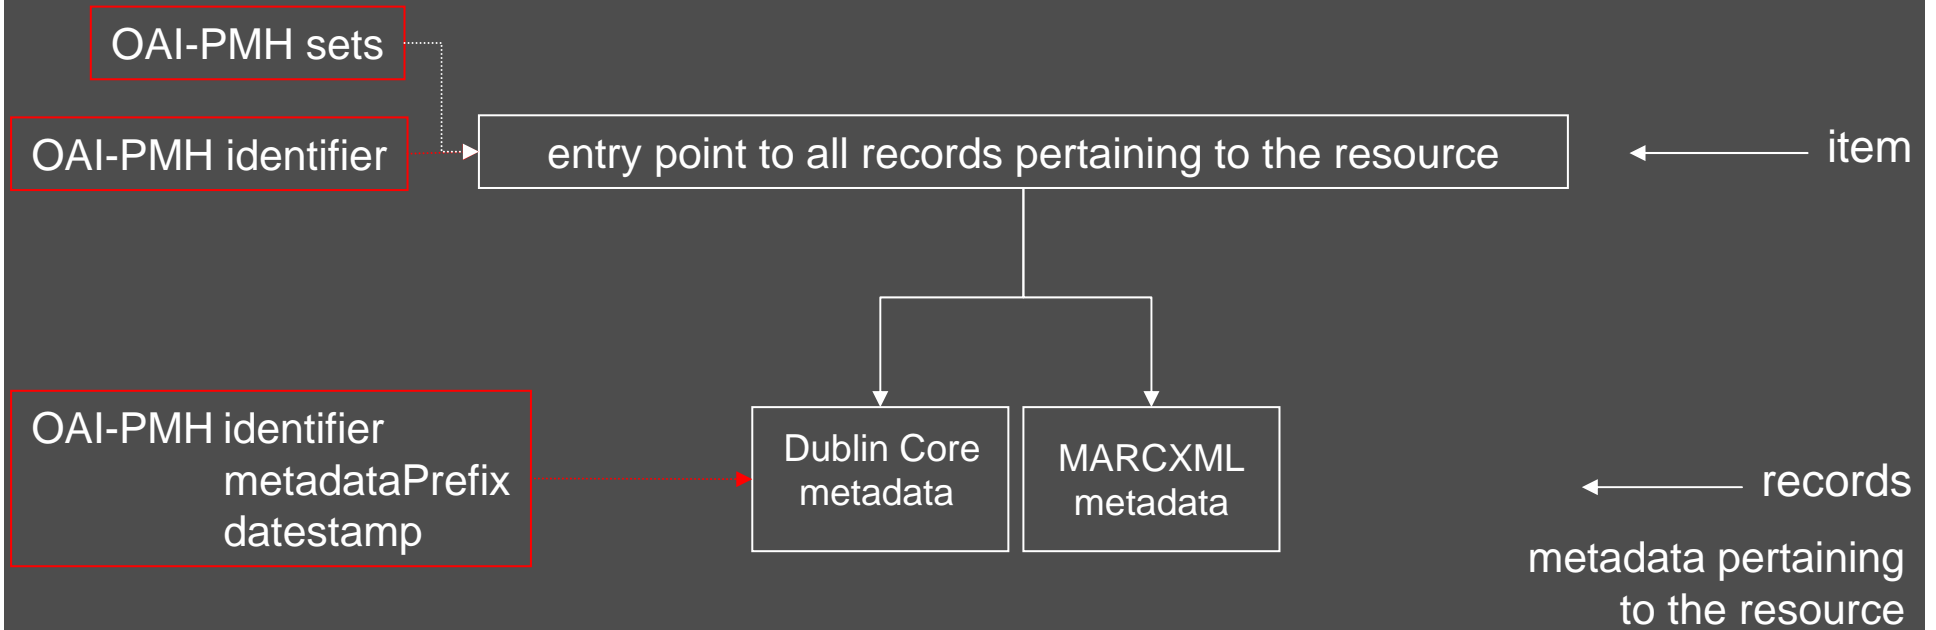 OAI-PMH sets
OAI-PMH identifier
entry point to all records pertaining to the resource
item
OAI-PMH identifier
metadataPrefix
datestamp
Dublin Core
metadata
MARCXML
metadata
records
metadata pertaining
to the resource